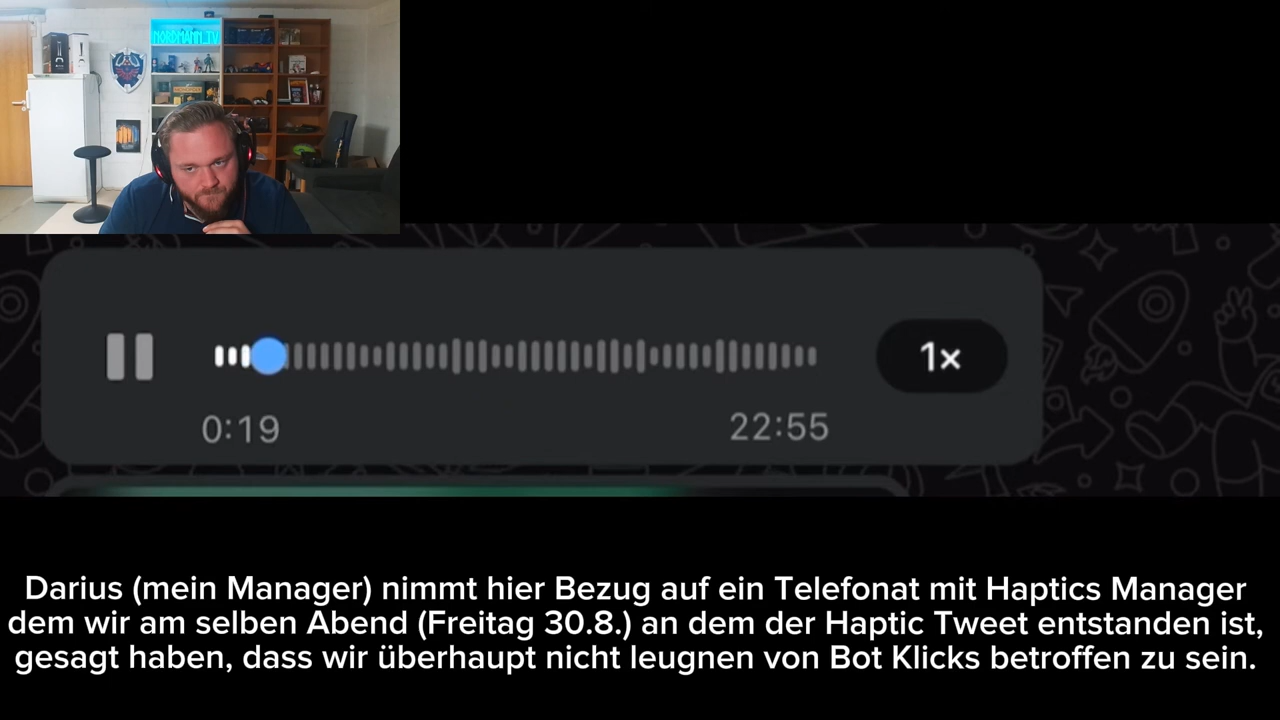 NORDMANN_TV
1×
0:19
22:55
Darius (mein Manager) nimmt hier Bezug auf ein Telefonat mit Haptics Manager
dem wir am selben Abend (Freitag 30.8.) an dem der Haptic Tweet entstanden ist,
gesagt haben, dass wir überhaupt nicht leugnen von Bot Klicks betroffen zu sein.